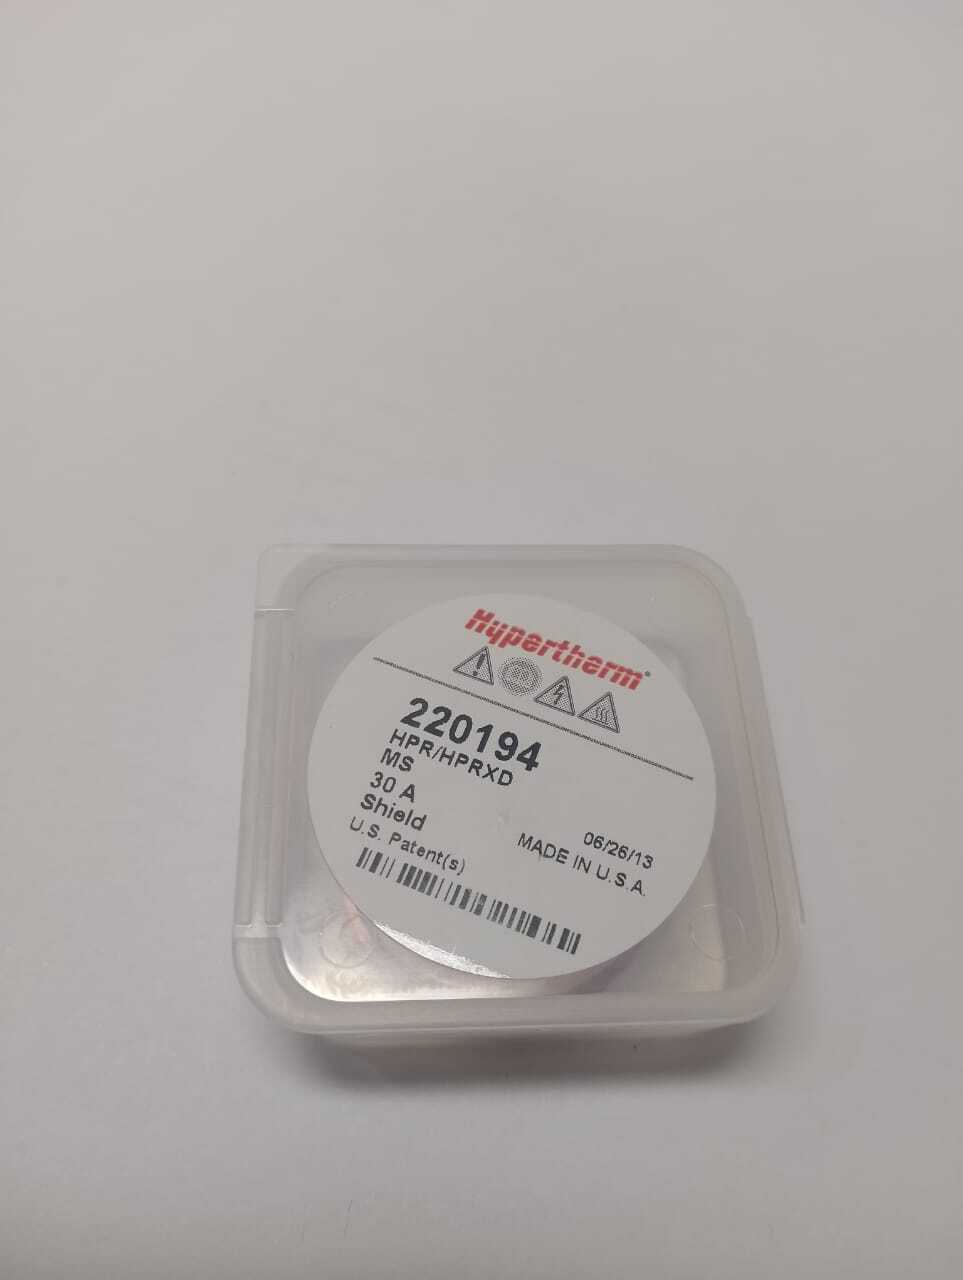 Hypertherm®
220194
HPR/HPRXD
MS
30 A
Shield
U.S. Patent(s)
06/26/13
MADE IN U.S.A.